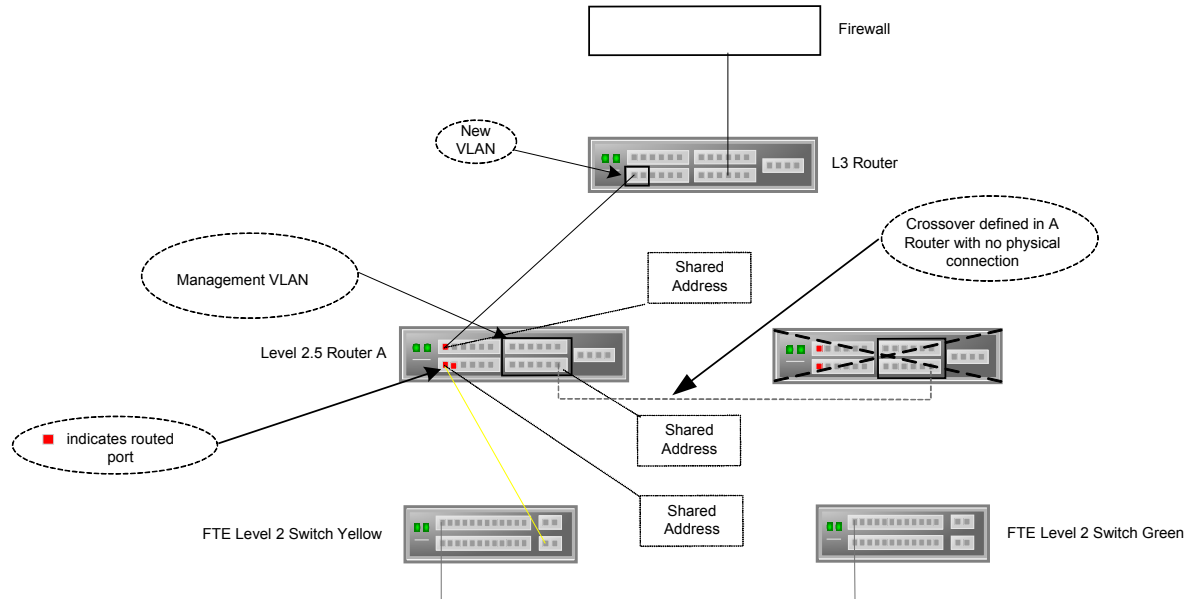 Firewall
New
VLAN
L3 Router
Crossover defined in A
Router with no physical
connection
Management VLAN
Shared
Address
Level 2.5 Router A
Shared
Address
indicates routed
port
Shared
Address
FTE Level 2 Switch Yellow
FTE Level 2 Switch Green